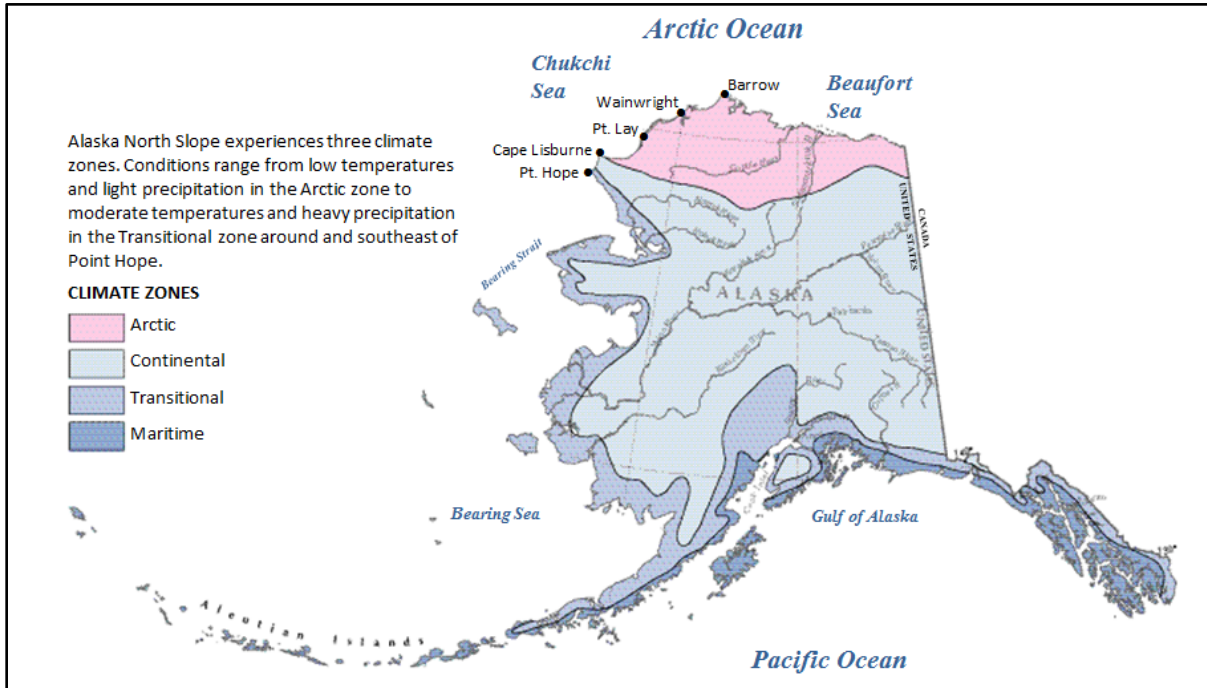 Arctic Ocean
Chukchi
Sea
Barrow
Beaufort
Sea
Wainwright
Pt. Lay
Cape Lisburne
Pt. Hope
Alaska North Slope experiences three climate
zones. Conditions range from low temperatures
and light precipitation in the Arctic zone to
moderate temperatures and heavy precipitation
in the Transitional zone around and southeast of
Point Hope.
CLIMATE ZONES
Arctic
Continental
Transitional
Maritime
Bearing Strait
UNITED STATES
CANADA
ALASKA
Bearing Sea
Gulf of Alaska
Aleutian Islands
Pacific Ocean